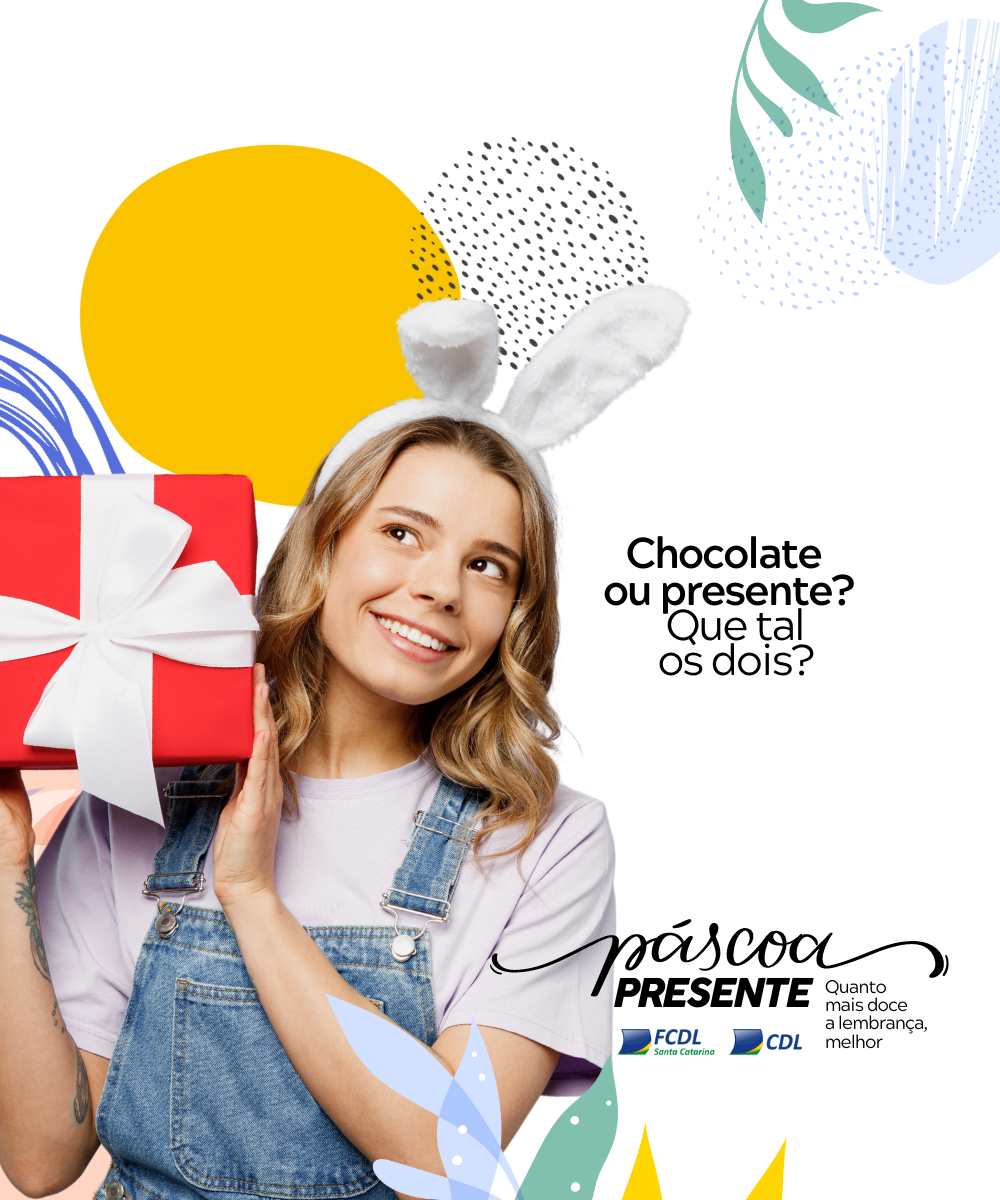 Chocolate
ou presente?
Que tal
os dois?
páscoa
PRESENTE
Quanto
mais doce
a lembrança,
melhor
FCDL
Santa Catarina
CDL